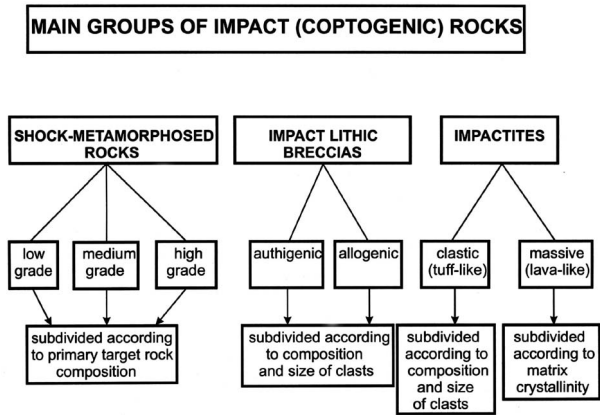 MAIN GROUPS OF IMPACT (COPTOGENIC) ROCKS
SHOCK-METAMORPHOSED
ROCKS
IMPACT LITHIC
BRECCIAS
IMPACTITES
low
grade
medium
grade
high
grade
authigenic
allogenic
clastic
(tuff-like)
massive
(lava-like)
subdivided according
to primary target rock
composition
subdivided according
to composition
and size of clasts
subdivided
according to
composition
and size
of clasts
subdivided
according to
matrix
crystallinity